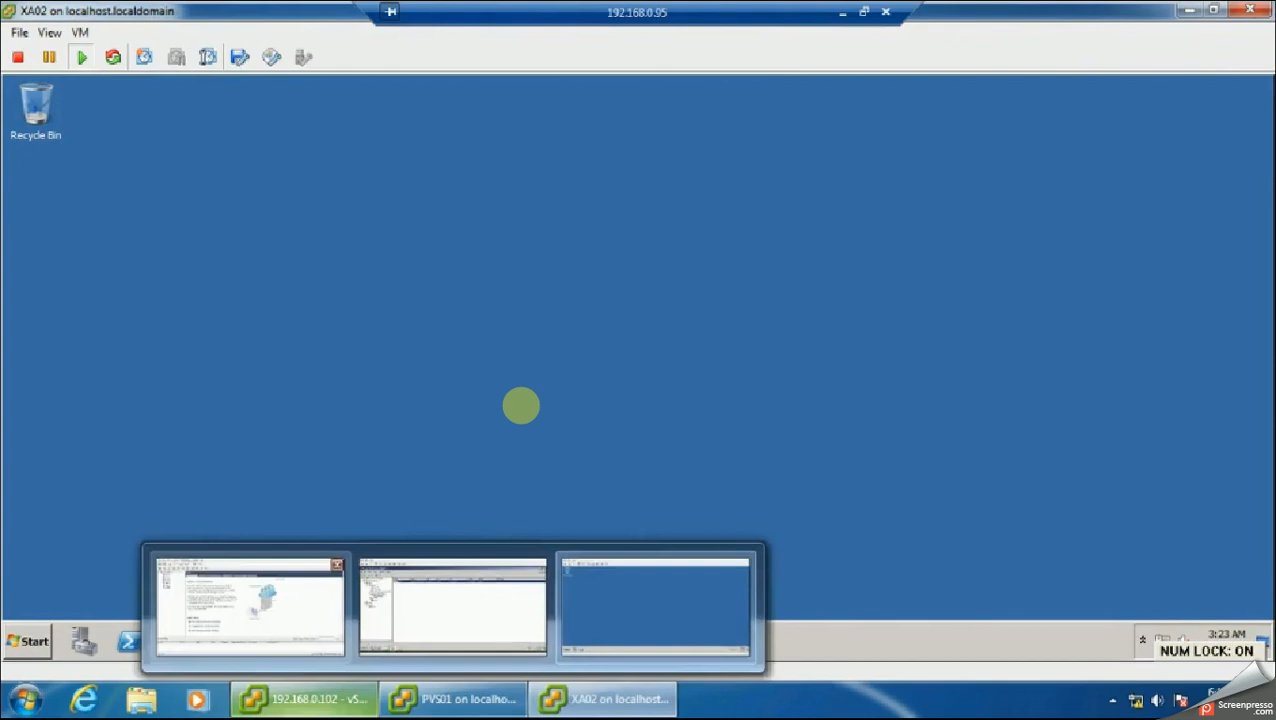 XA02 on localhost.localdomain
192.168.0.95
File View VM
Recycle Bin
Start
3:23 AM
NUM LOCK: ON
192.168.0.102 - vS...
PVS01 on localho...
XA02 on localhost...
Screenpresso
.com